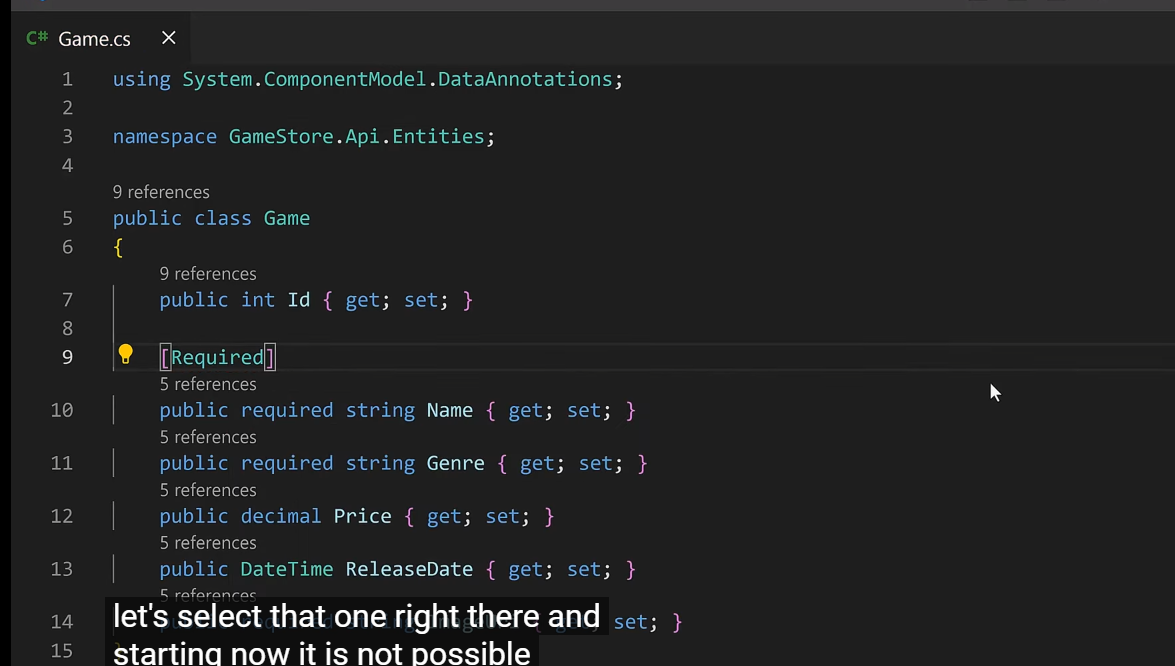 C# Game.cs
1 using System.ComponentModel.DataAnnotations;
2
3 namespace GameStore.Api.Entities;
4
9 references
5 public class Game
6 {
9 references
7 public int Id { get; set; }
8
9 [Required]
5 references
10 public required string Name { get; set; }
5 references
11 public required string Genre { get; set; }
5 references
12 public decimal Price { get; set; }
5 references
13 public DateTime ReleaseDate { get; set; }
5 references
14 set; }
let's select that one right there and
15
starting now it is not possible